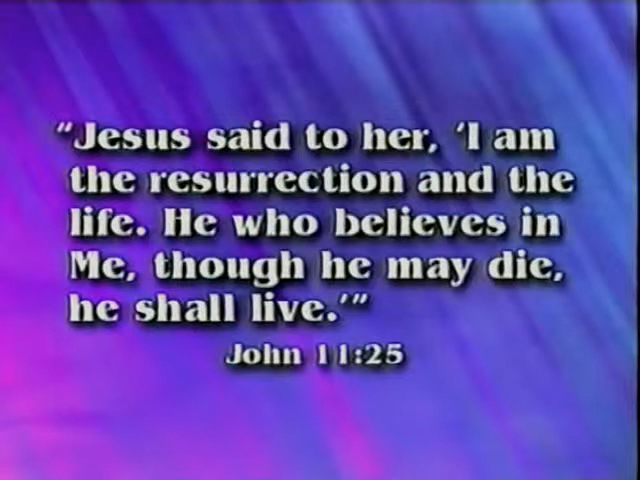 “Jesus said to her, ‘I am
the resurrection and the
life. He who believes in
Me, though he may die,
he shall live.’”
John 11:25